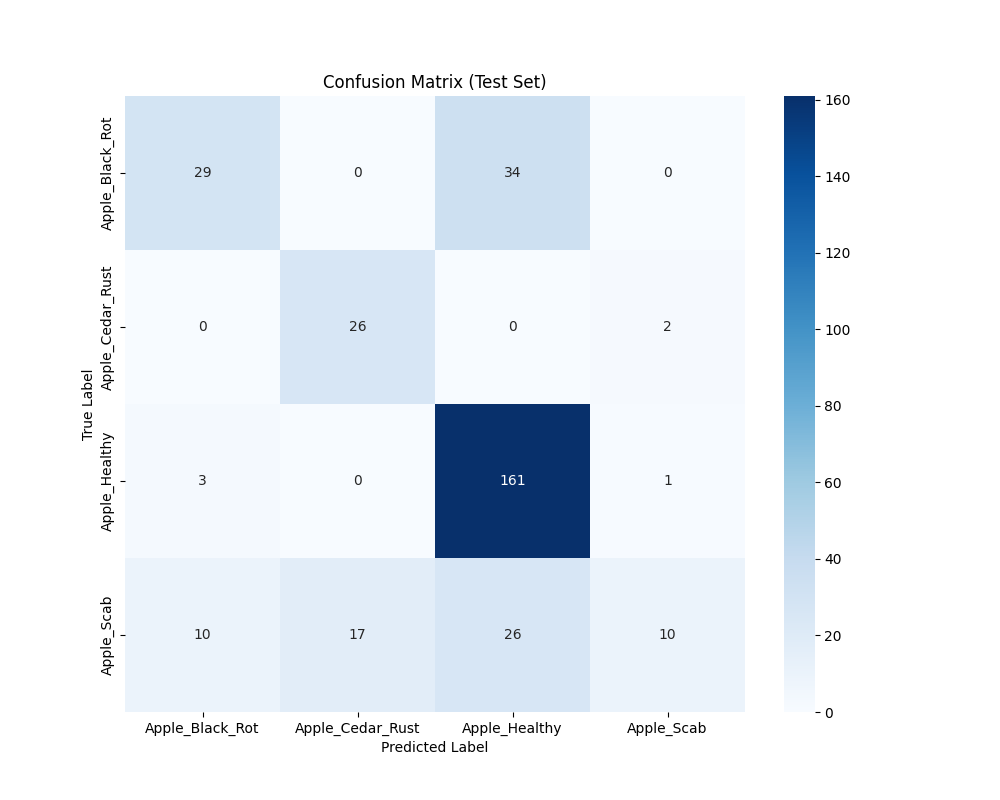 Confusion Matrix (Test Set)
True Label
Apple_Black_Rot
29 0 34 0
Apple_Cedar_Rust
0 26 0 2
Apple_Healthy
3 0 161 1
Apple_Scab
10 17 26 10
Apple_Black_Rot Apple_Cedar_Rust Apple_Healthy Apple_Scab
Predicted Label
160
140
120
100
80
60
40
20
0